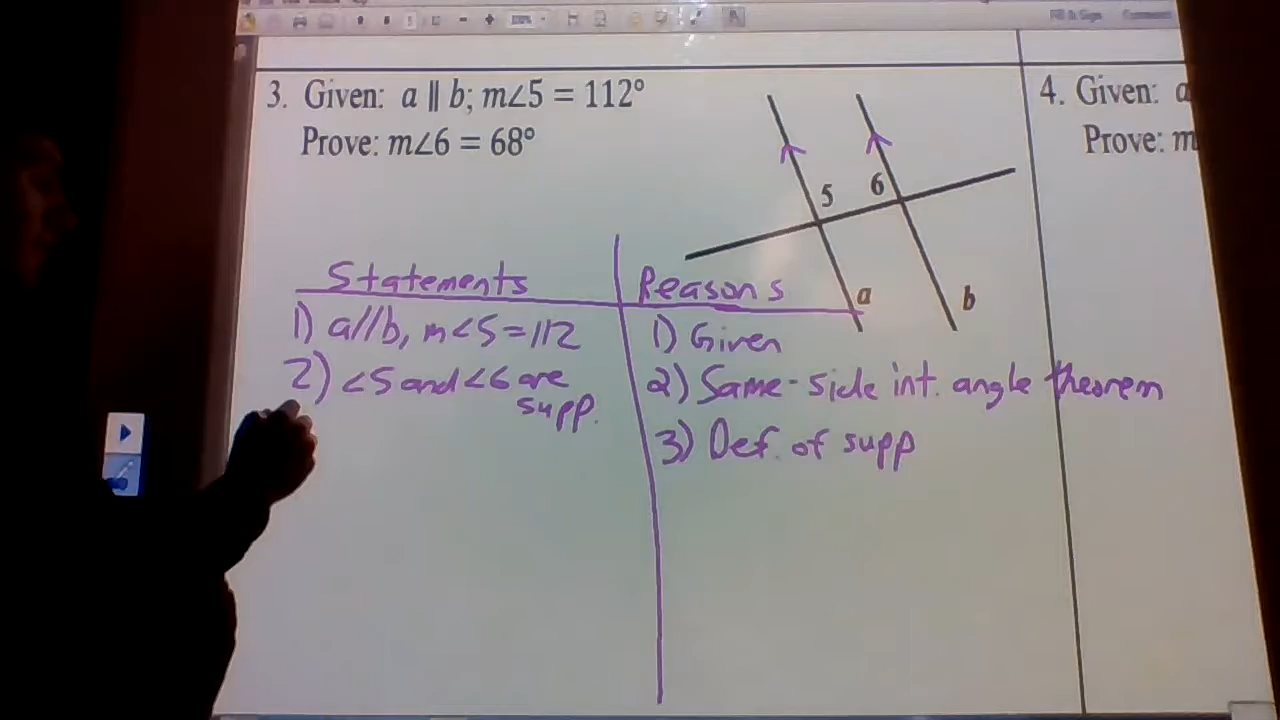 3. Given: a ∥ b; m∠5 = 112°
Prove: m∠6 = 68°
4. Given: a
Prove: m
5
6
a
b
Statements
Reasons
1) a//b, m<5=112
1) Given
2) <5 and <6 are
supp.
2) Same-side int. angle theorem
3) Def. of supp